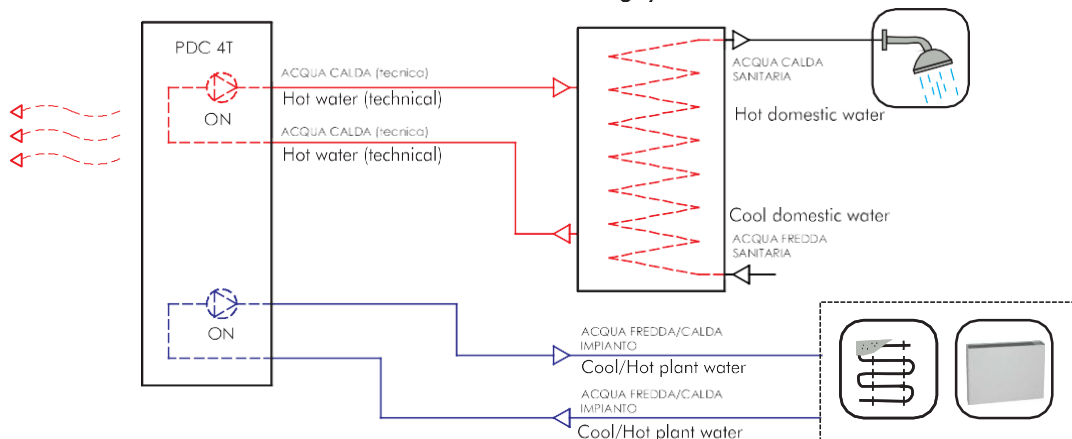 PDC 4T
ON
ACQUA CALDA (tecnica)
Hot water (technical)
ACQUA CALDA (tecnica)
Hot water (technical)
ACQUA CALDA
SANITARIA
Hot domestic water
Cool domestic water
ACQUA FREDDA
SANITARIA
ON
ACQUA FREDDA/CALDA
IMPIANTO
Cool/Hot plant water
ACQUA FREDDA/CALDA
IMPIANTO
Cool/Hot plant water